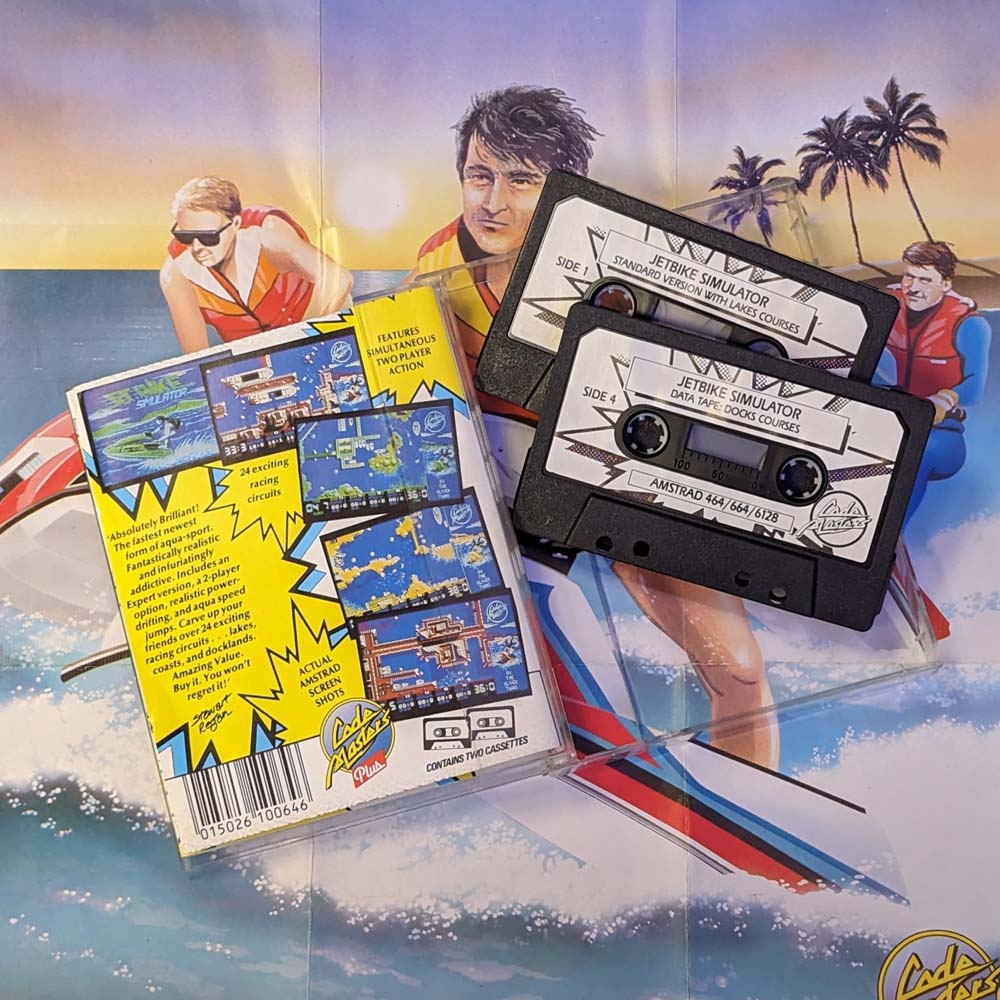 FEATURES
SIMULTANEOUS
TWO PLAYER
ACTION
JETBIKE
SIMULATOR
24 exciting
racing
circuits
'Absolutely Brilliant!
The fastest newest
form of aqua-sport.
Fantastically realistic
and infuriatingly
addictive. Includes an
Expert version, a 2-player
option, realistic power-
drifting, and aqua speed
jumps. Carve up your
friends over 24 exciting
racing circuits . . . lakes,
coasts, and docklands.
Amazing Value.
Buy it. You won't
regret it!'
Stewart
Regan
ACTUAL
AMSTRAD
SCREEN
SHOTS
Code
Masters
Plus
CONTAINS TWO CASSETTES
015026 100646
JETBIKE SIMULATOR
SIDE 1
STANDARD VERSION WITH LAKES COURSES
JETBIKE SIMULATOR
SIDE 4
DATA TAPE: DOCKS COURSES
100 50 0
AMSTRAD 464/664/6128
Code
Masters
Code